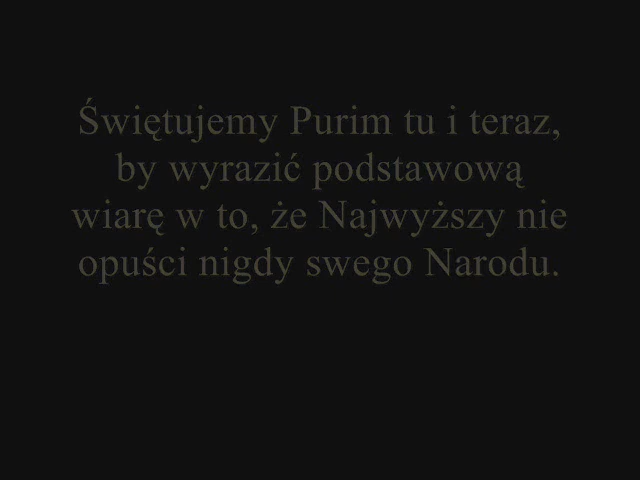 Świętujemy Purim tu i teraz,
by wyrazić podstawową
wiarę w to, że Najwyższy nie
opuści nigdy swego Narodu.